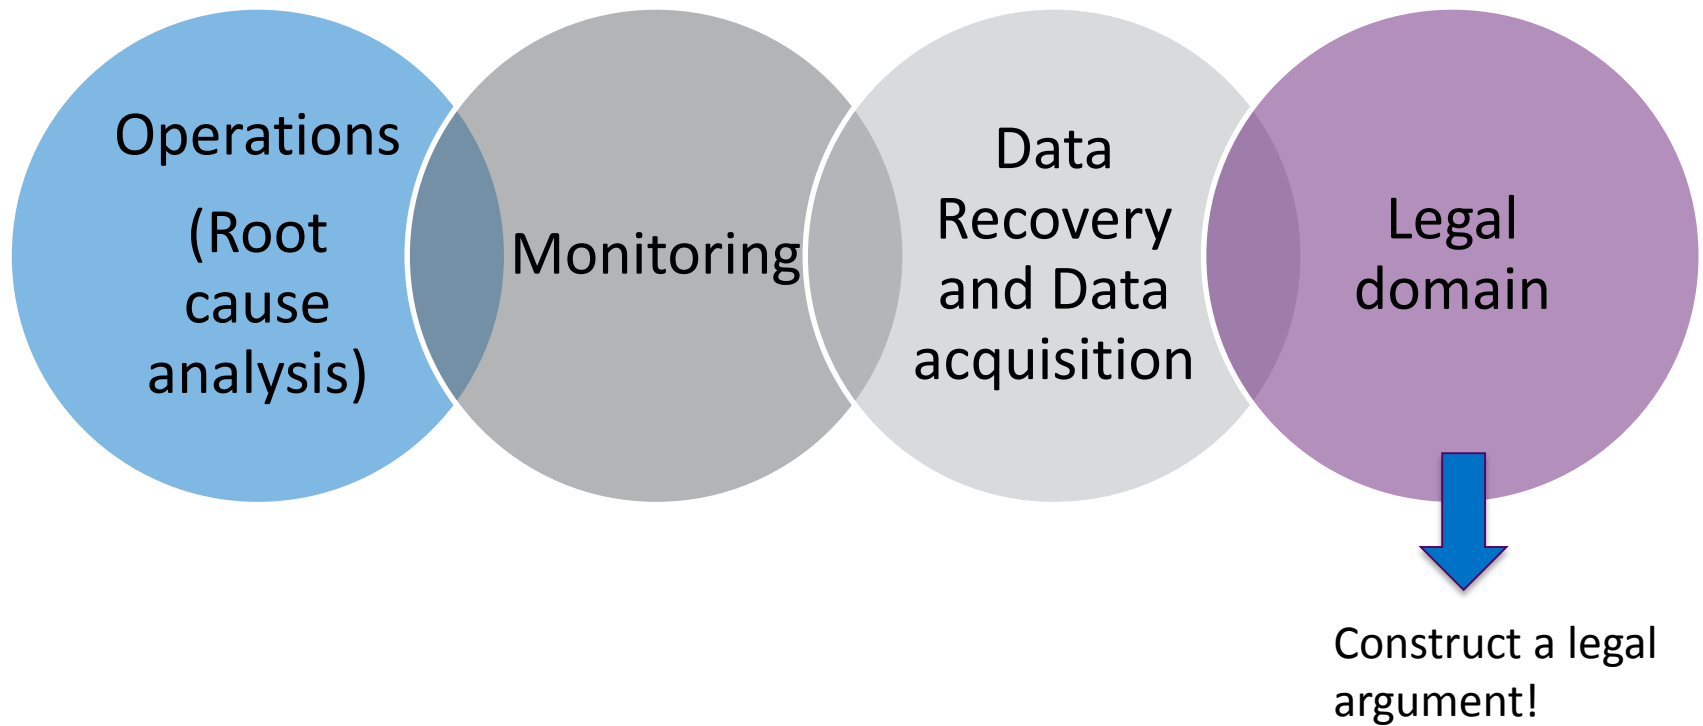 Operations
(Root
cause
analysis)
Monitoring
Data
Recovery
and Data
acquisition
Legal
domain
Construct a legal
argument!